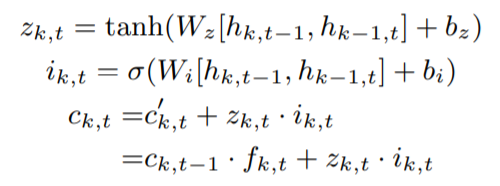 z_{k,t} = tanh(W_z[h_{k,t−1}, h_{k−1,t}] + b_z)
i_{k,t} = σ(W_i[h_{k,t−1}, h_{k−1,t}] + b_i)
c_{k,t} = c′_{k,t} + z_{k,t} · i_{k,t}
= c_{k,t−1} · f_{k,t} + z_{k,t} · i_{k,t}